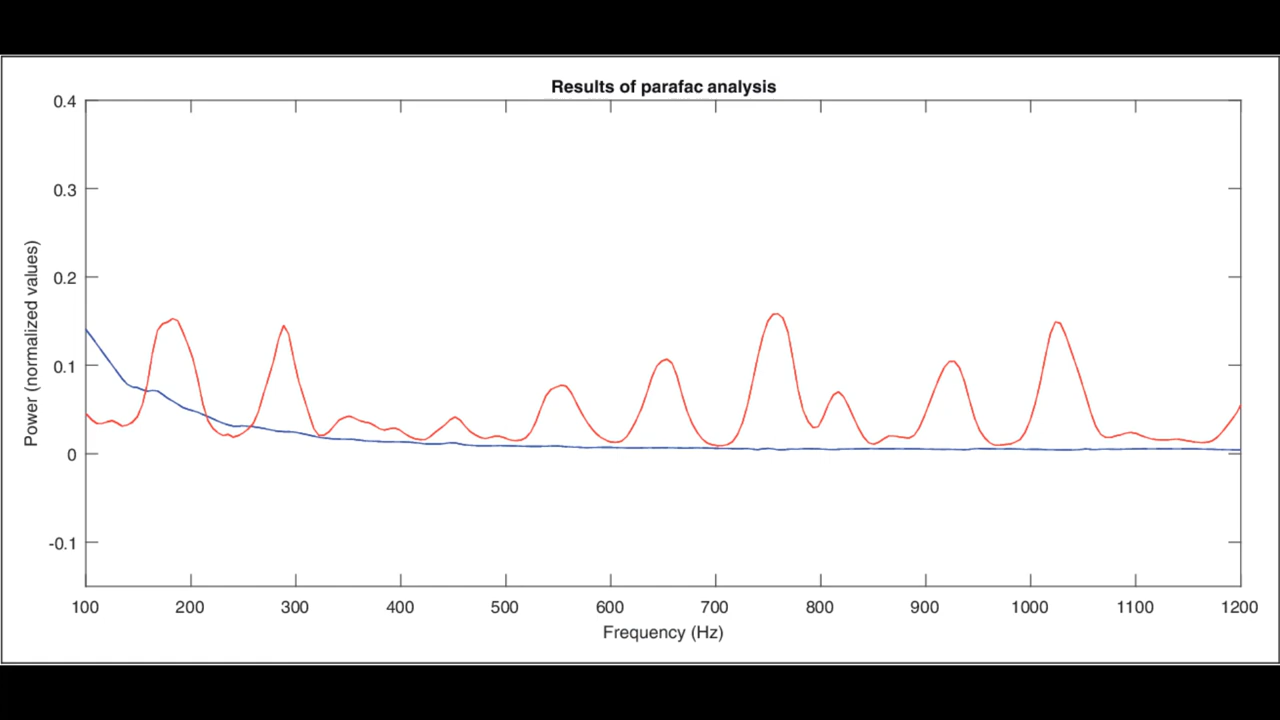 Results of parafac analysis
0.4
0.3
0.2
0.1
0
-0.1
Power (normalized values)
100 200 300 400 500 600 700 800 900 1000 1100 1200
Frequency (Hz)